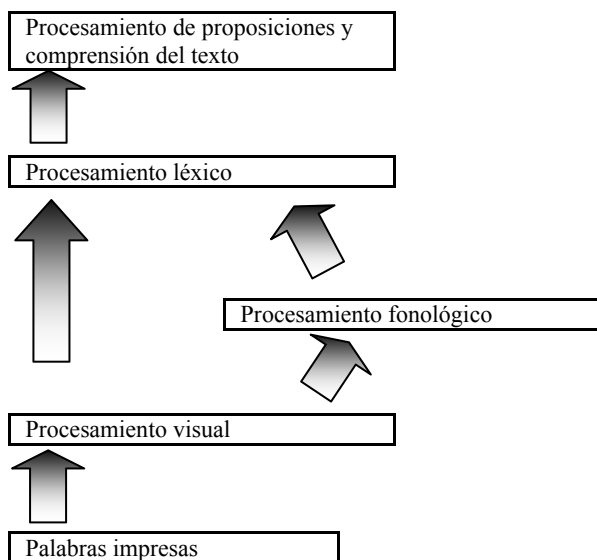 Procesamiento de proposiciones y
comprensión del texto
Procesamiento léxico
Procesamiento fonológico
Procesamiento visual
Palabras impresas